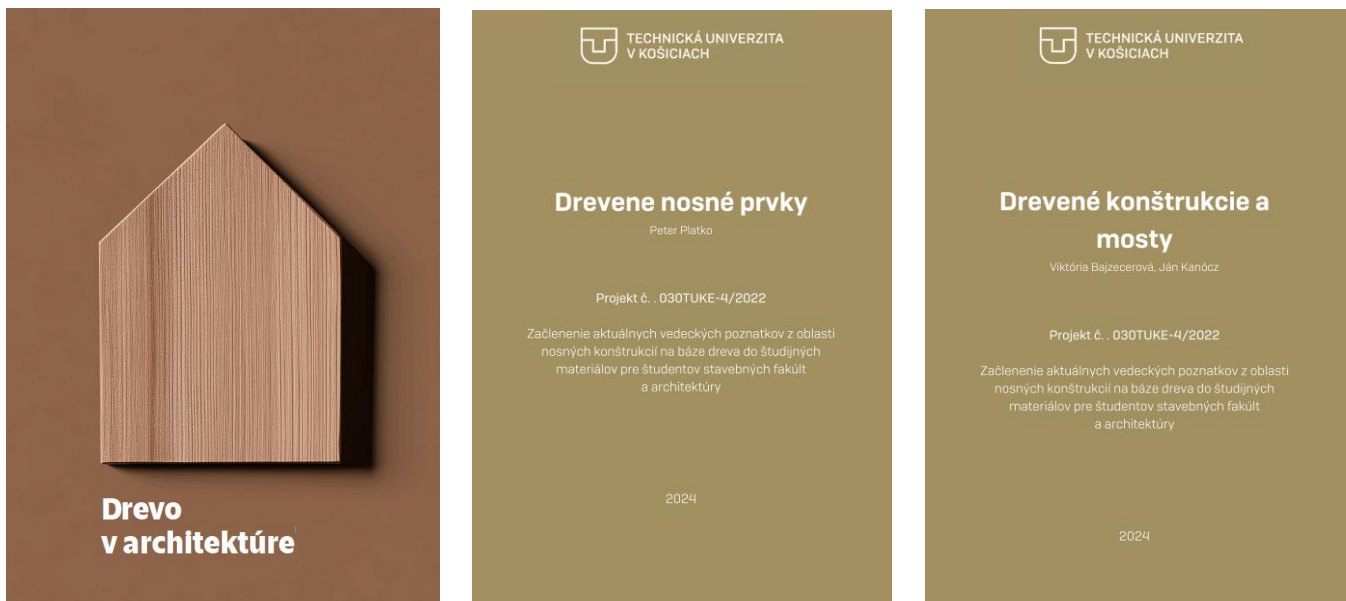 Drevo
v architektúre
TECHNICKÁ UNIVERZITA
V KOŠICIACH
Drevene nosné prvky
Peter Platko
Projekt č. . 030TUKE-4/2022
Začlenenie aktuálnych vedeckých poznatkov z oblasti
nosných konštrukcií na báze dreva do študijných
materiálov pre študentov stavebných fakúlt
a architektúry
2024
TECHNICKÁ UNIVERZITA
V KOŠICIACH
Drevené konštrukcie a
mosty
Viktória Bajzecerová, Ján Kanócz
Projekt č. . 030TUKE-4/2022
Začlenenie aktuálnych vedeckých poznatkov z oblasti
nosných konštrukcií na báze dreva do študijných
materiálov pre študentov stavebných fakúlt
a architektúry
2024